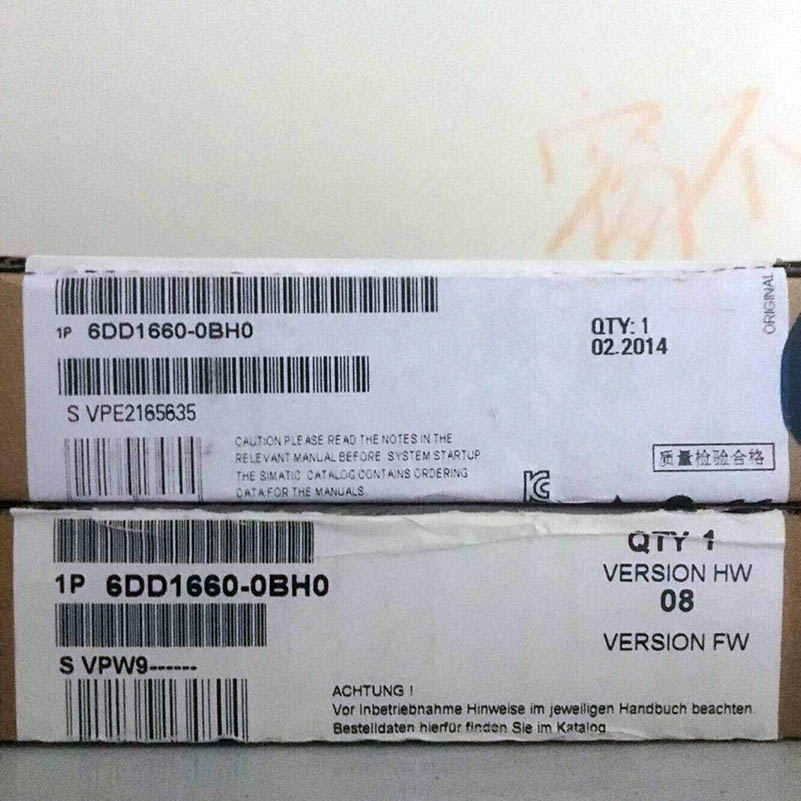 1P 6DD1660-0BH0
QTY: 1
02.2014
ORIGINAL
S VPE2165635
CAUTION PLEASE READ THE NOTES IN THE
RELEVANT MANUAL BEFORE SYSTEM STARTUP
THE SIMATIC CATALOG CONTAINS ORDERING
DATA FOR THE MANUALS.
质量检验合格
QTY 1
1P 6DD1660-0BH0
VERSION HW
08
S VPW9------
VERSION FW
ACHTUNG !
Vor Inbetriebnahme Hinweise im jeweiligen Handbuch beachten.
Bestelldaten hierfür finden Sie im Katalog